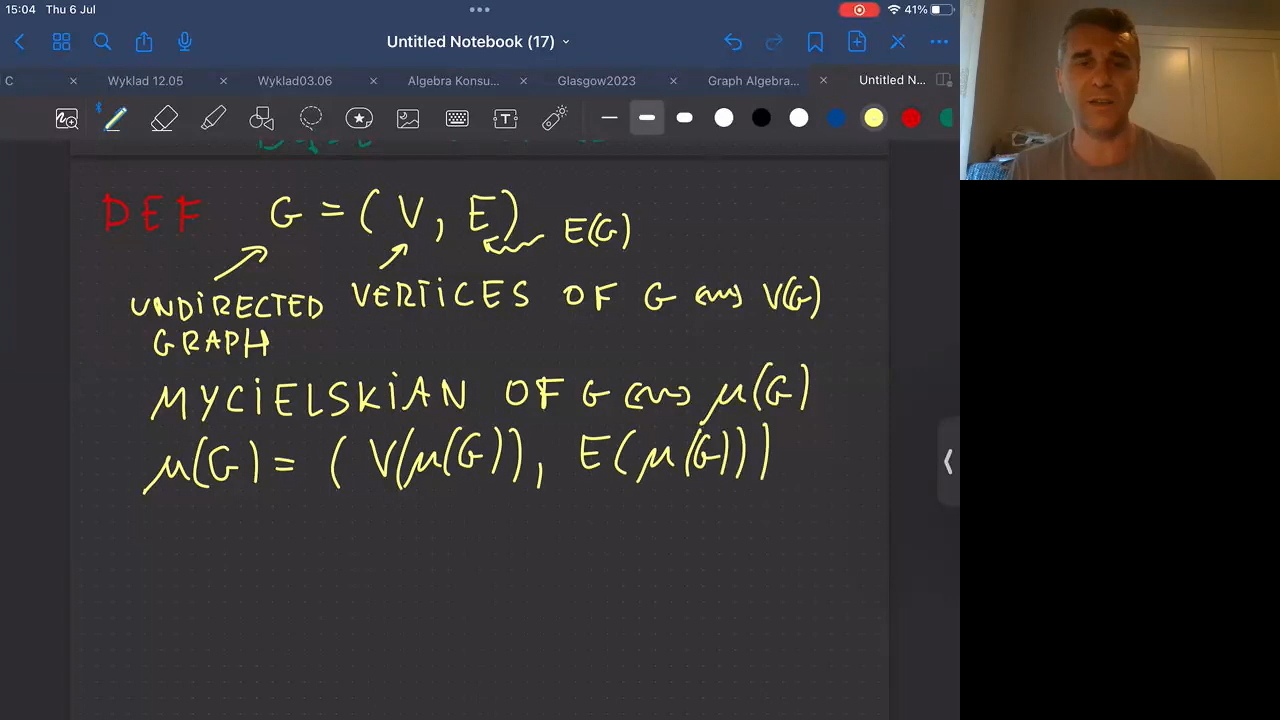 15:04 Thu 6 Jul 41%
Untitled Notebook (17)
C Wyklad 12.05 Wyklad03.06 Algebra Konsu... Glasgow2023 Graph Algebra... Untitled N...
T
DEF G = (V, E) E(G)
UNDIRECTED GRAPH
VERTICES OF G ⟷ V(G)
MYCIELSKIAN OF G ⟷ μ(G)
μ(G) = (V(μ(G)), E(μ(G)))